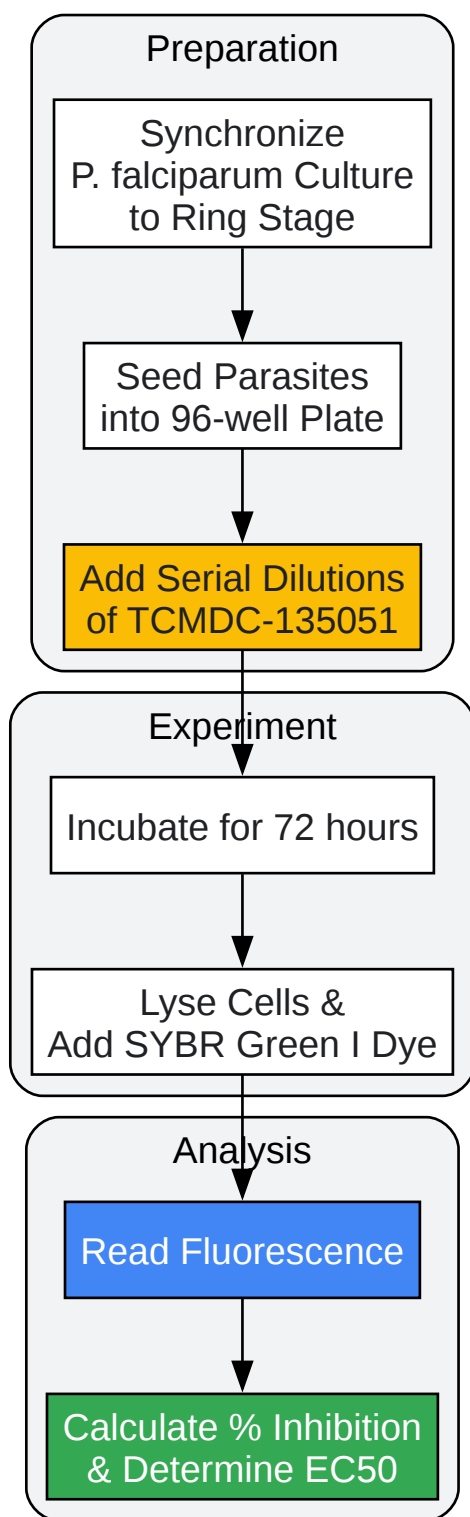 Preparation
Synchronize
P. falciparum Culture
to Ring Stage
Seed Parasites
into 96-well Plate
Add Serial Dilutions
of TCMDC-135051
Experiment
Incubate for 72 hours
Lyse Cells &
Add SYBR Green I Dye
Analysis
Read Fluorescence
Calculate % Inhibition
& Determine EC50